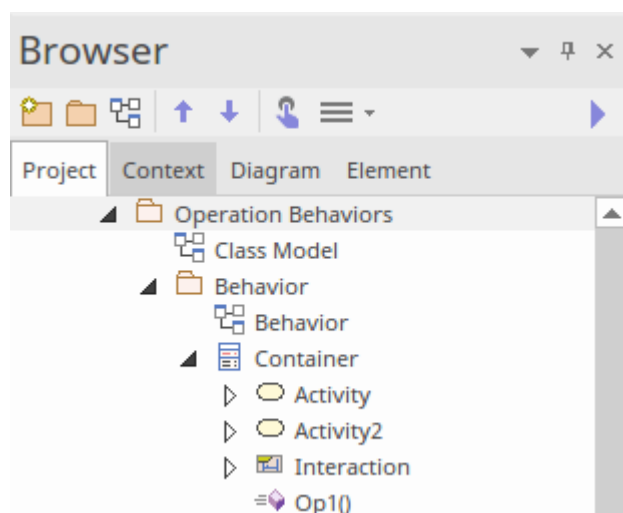 Browser
Project Context Diagram Element
Operation Behaviors
Class Model
Behavior
Behavior
Container
Activity
Activity2
Interaction
Op1()